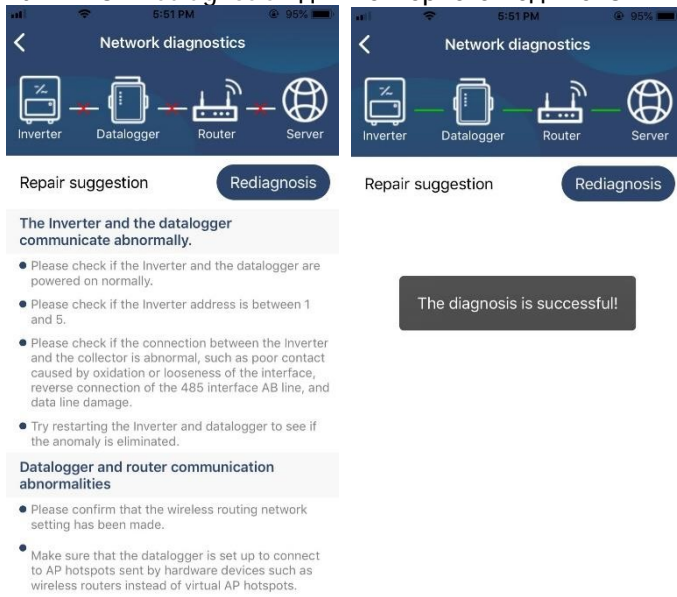 5:51 PM 95%
Network diagnostics
Inverter Datalogger Router Server
Repair suggestion Rediagnosis
The Inverter and the datalogger
communicate abnormally.
Please check if the Inverter and the datalogger are
powered on normally.
Please check if the Inverter address is between 1
and 5.
Please check if the connection between the Inverter
and the collector is abnormal, such as poor contact
caused by oxidation or looseness of the interface,
reverse connection of the 485 interface AB line, and
data line damage.
Try restarting the Inverter and datalogger to see if
the anomaly is eliminated.
Datalogger and router communication
abnormalities
Please confirm that the wireless routing network
setting has been made.
Make sure that the datalogger is set up to connect
to AP hotspots sent by hardware devices such as
wireless routers instead of virtual AP hotspots.
5:51 PM 95%
Network diagnostics
Inverter Datalogger Router Server
Repair suggestion Rediagnosis
The diagnosis is successful!